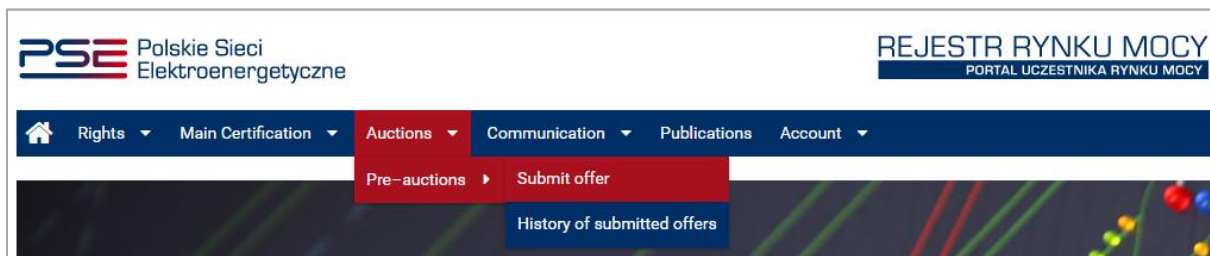 PSE Polskie Sieci
Elektroenergetyczne
REJESTR RYNKU MOCY
PORTAL UCZESTNIKA RYNKU MOCY
Rights Main Certification Auctions Communication Publications Account
Pre-auctions Submit offer
History of submitted offers